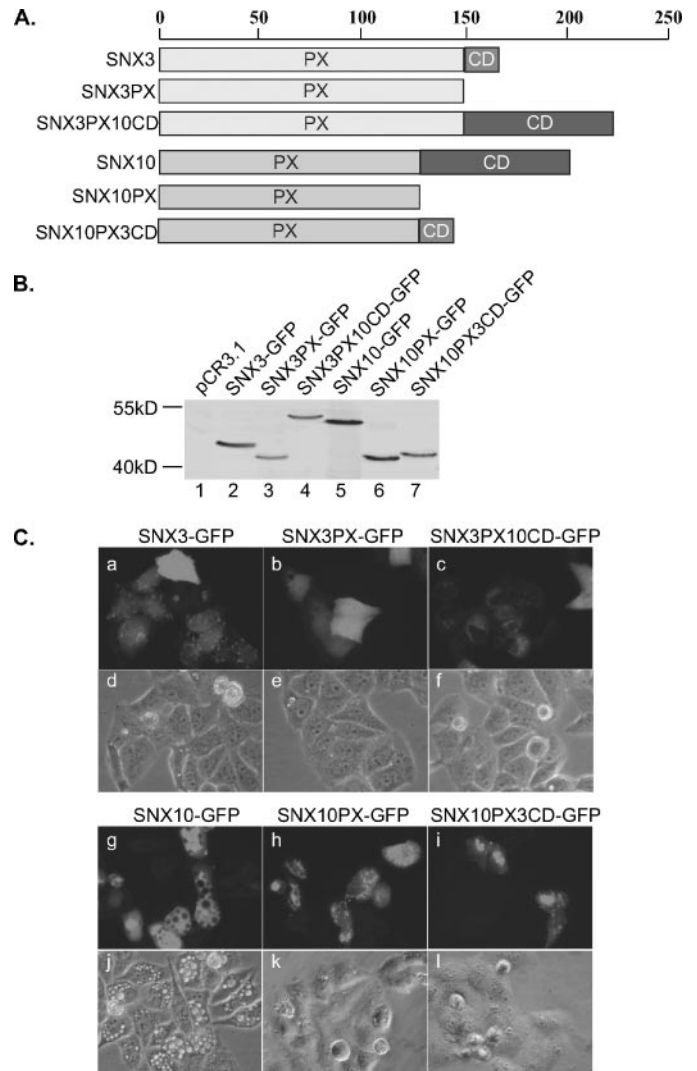 A.
0 50 100 150 200 250
SNX3 PX CD
SNX3PX PX
SNX3PX10CD PX CD
SNX10 PX CD
SNX10PX PX
SNX10PX3CD PX CD
B.
pCR3.1 SNX3-GFP SNX3PX-GFP SNX3PX10CD-GFP SNX10-GFP SNX10PX-GFP SNX10PX3CD-GFP
55kD
40kD
1 2 3 4 5 6 7
C.
SNX3-GFP SNX3PX-GFP SNX3PX10CD-GFP
a b c
d e f
SNX10-GFP SNX10PX-GFP SNX10PX3CD-GFP
g h i
j k l